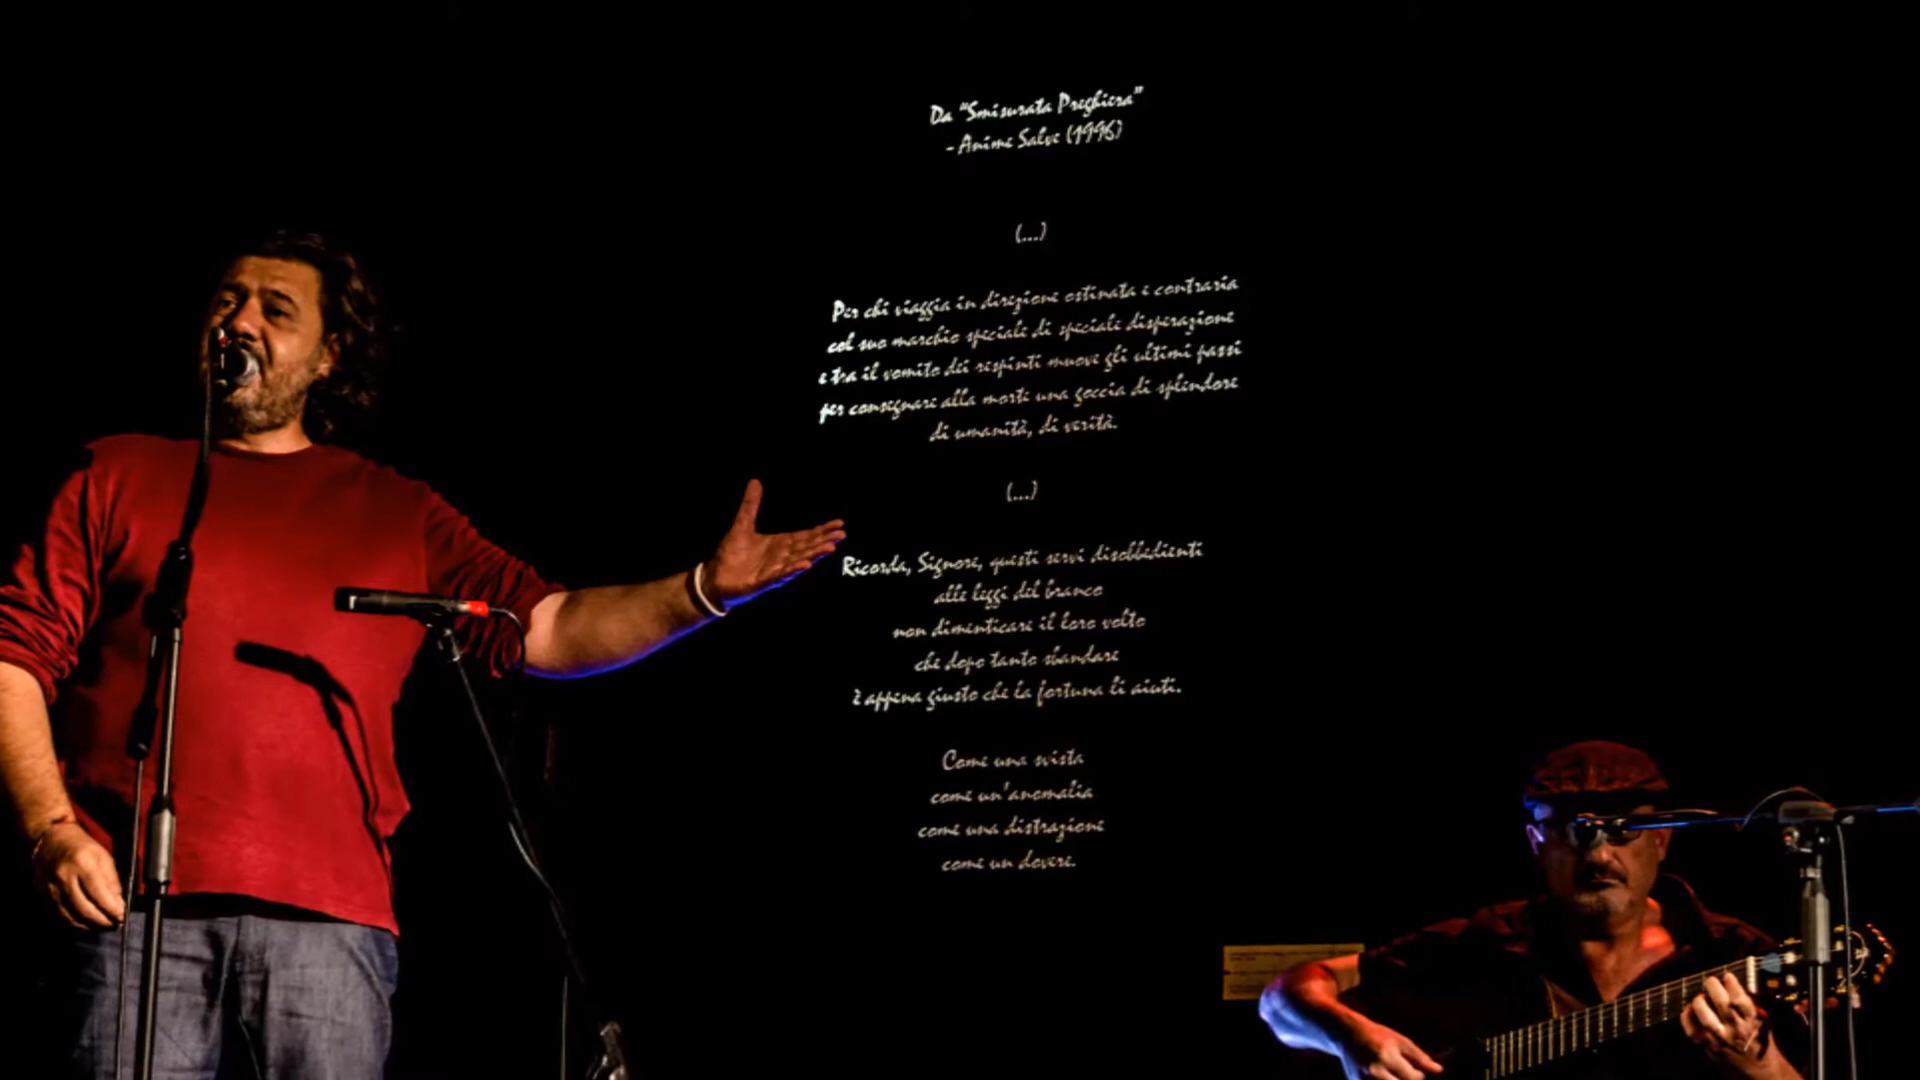 Da "Smisurata Preghiera"
- Anime Salve (1996)
(...)
Per chi viaggia in direzione ostinata e contraria
col suo marchio speciale di speciale disperazione
e tra il vomito dei respinti muove gli ultimi passi
per consegnare alla morte una goccia di splendore
di umanità, di verità.
(...)
Ricorda, Signore, questi servi disobbedienti
alle leggi del branco
non dimenticare il loro volto
che dopo tanto sbandare
è appena giusto che la fortuna li aiuti.
Come una svista
come un'anomalia
come una distrazione
come un dovere.